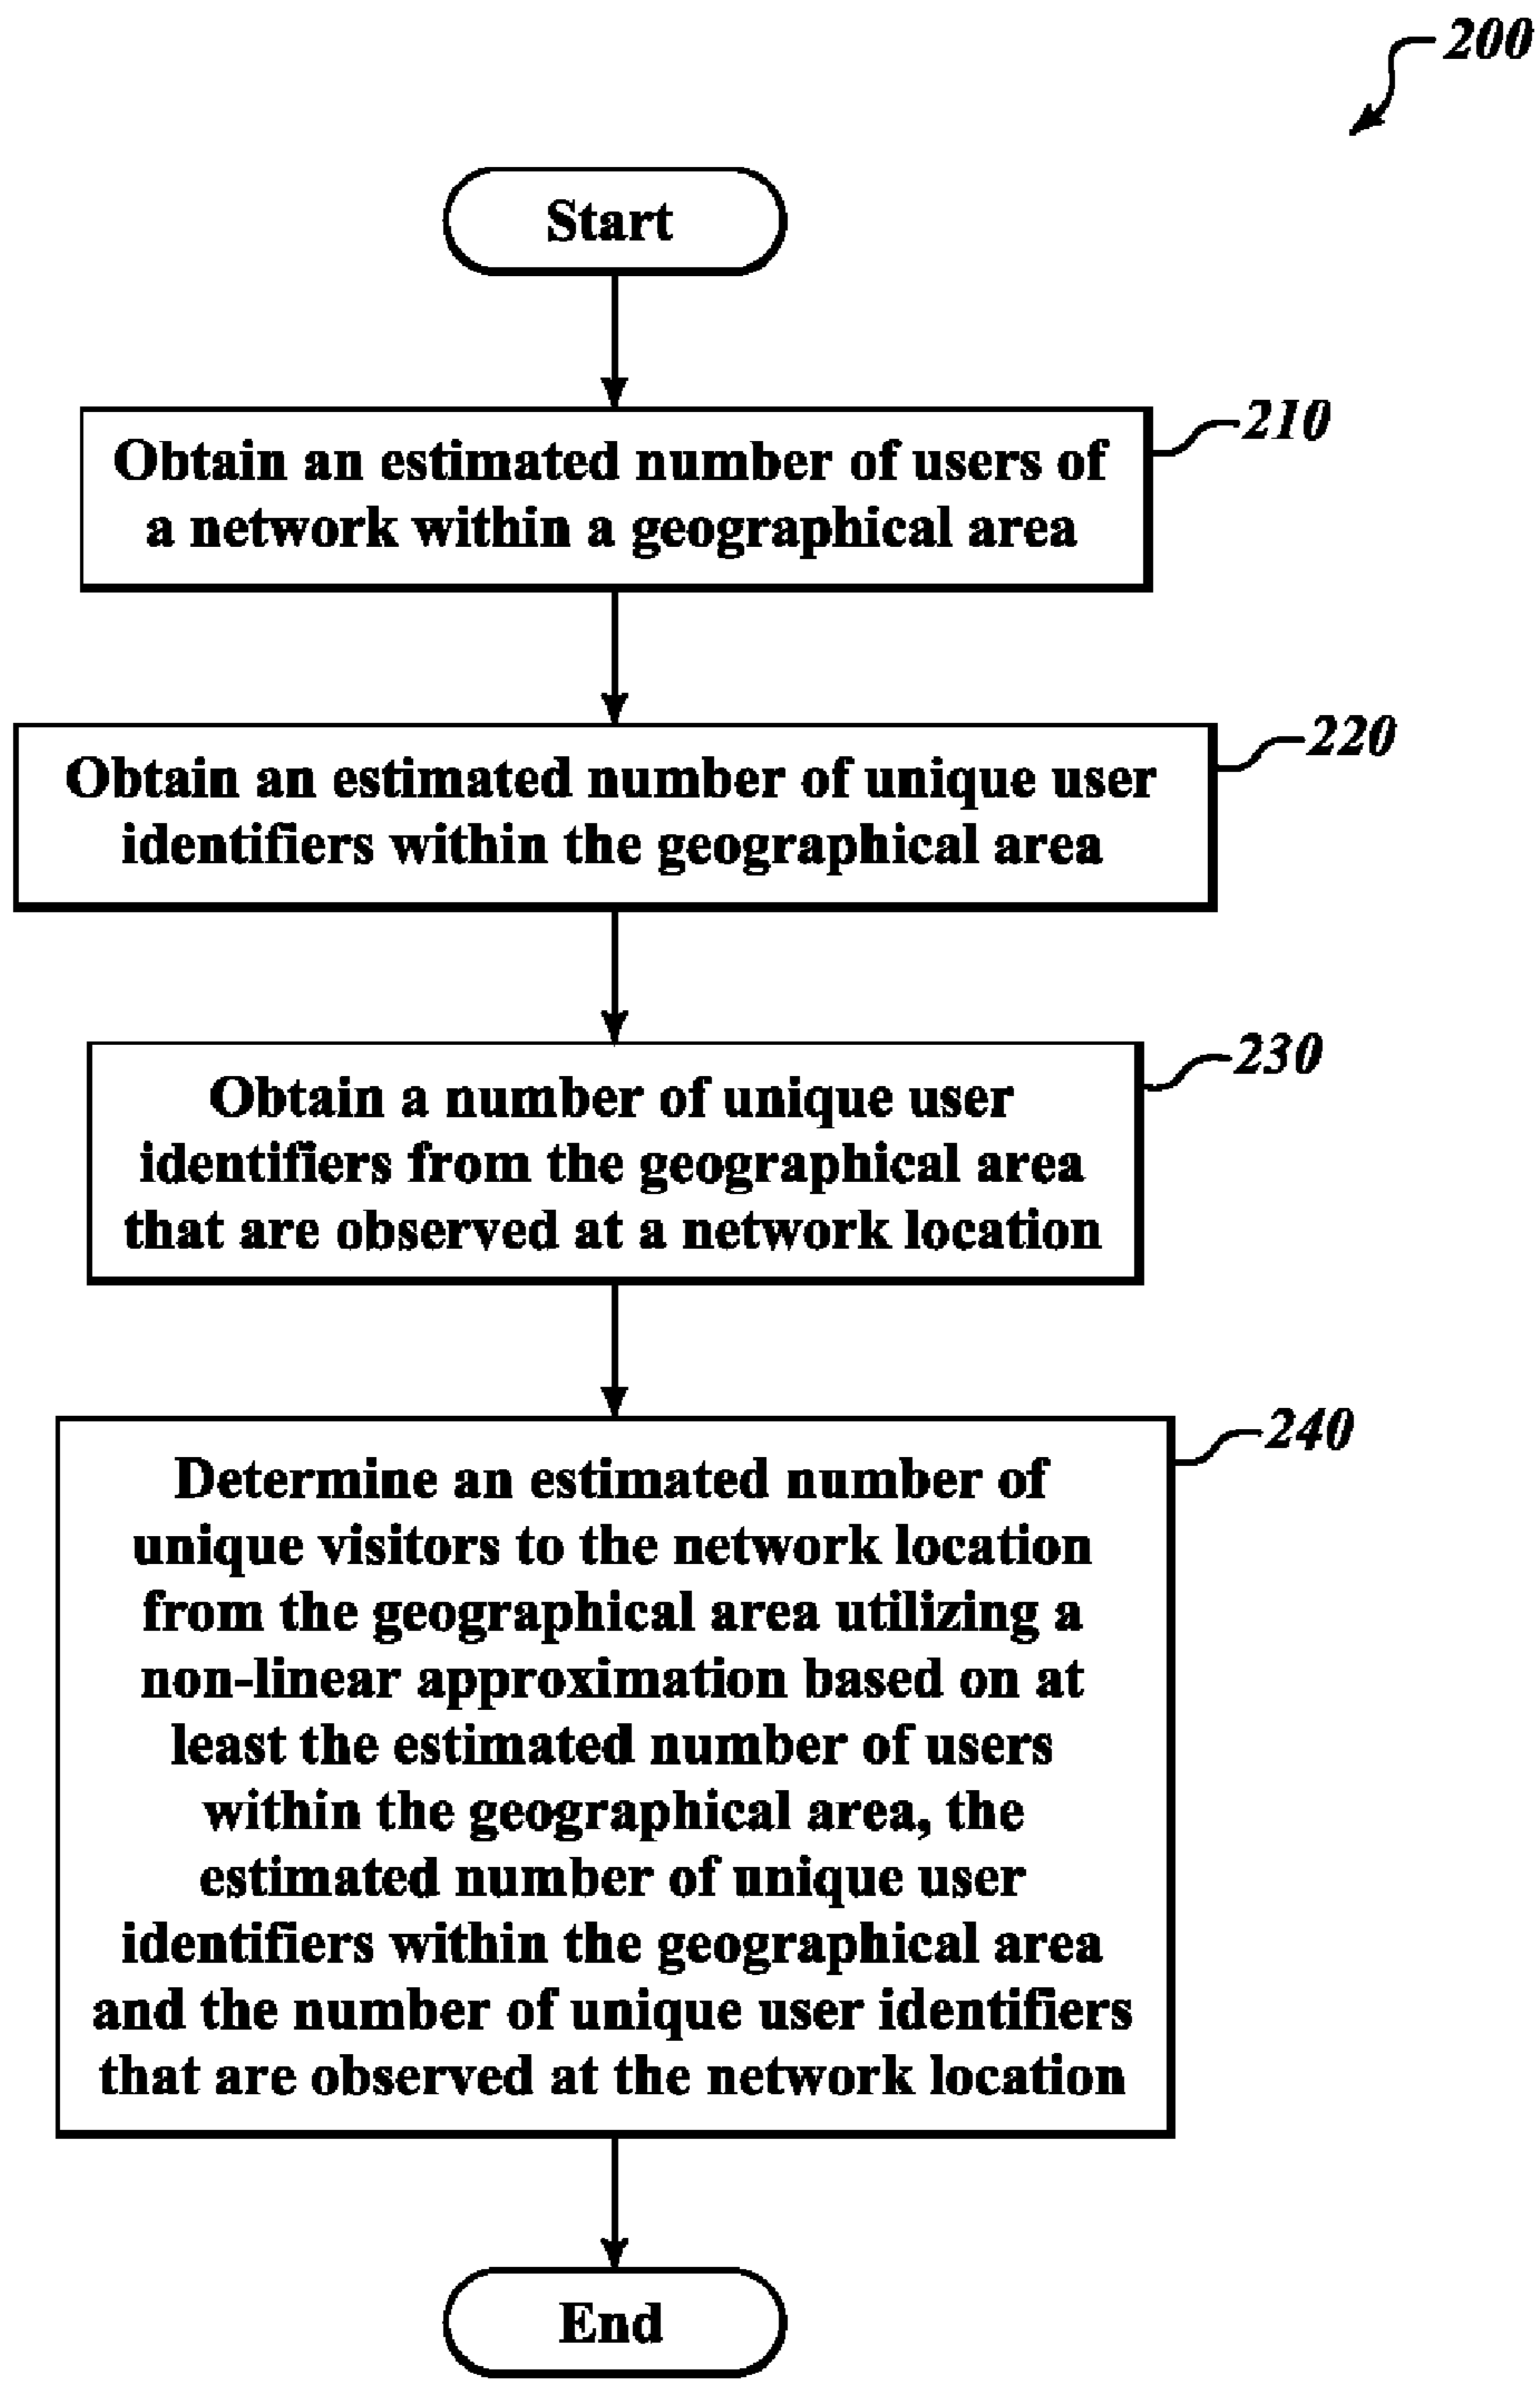 200
Start
210
Obtain an estimated number of users of
a network within a geographical area
220
Obtain an estimated number of unique user
identifiers within the geographical area
230
Obtain a number of unique user
identifiers from the geographical area
that are observed at a network location
240
Determine an estimated number of
unique visitors to the network location
from the geographical area utilizing a
non-linear approximation based on at
least the estimated number of users
within the geographical area, the
estimated number of unique user
identifiers within the geographical area
and the number of unique user identifiers
that are observed at the network location
End